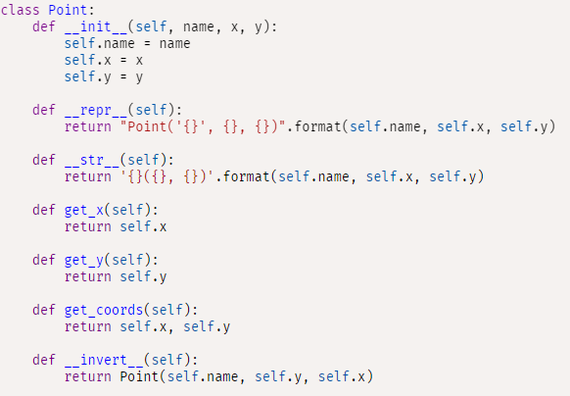 class Point:
    def __init__(self, name, x, y):
        self.name = name
        self.x = x
        self.y = y

    def __repr__(self):
        return "Point('{}', {}, {})".format(self.name, self.x, self.y)

    def __str__(self):
        return '{}({}, {})'.format(self.name, self.x, self.y)

    def get_x(self):
        return self.x

    def get_y(self):
        return self.y

    def get_coords(self):
        return self.x, self.y

    def __invert__(self):
        return Point(self.name, self.y, self.x)